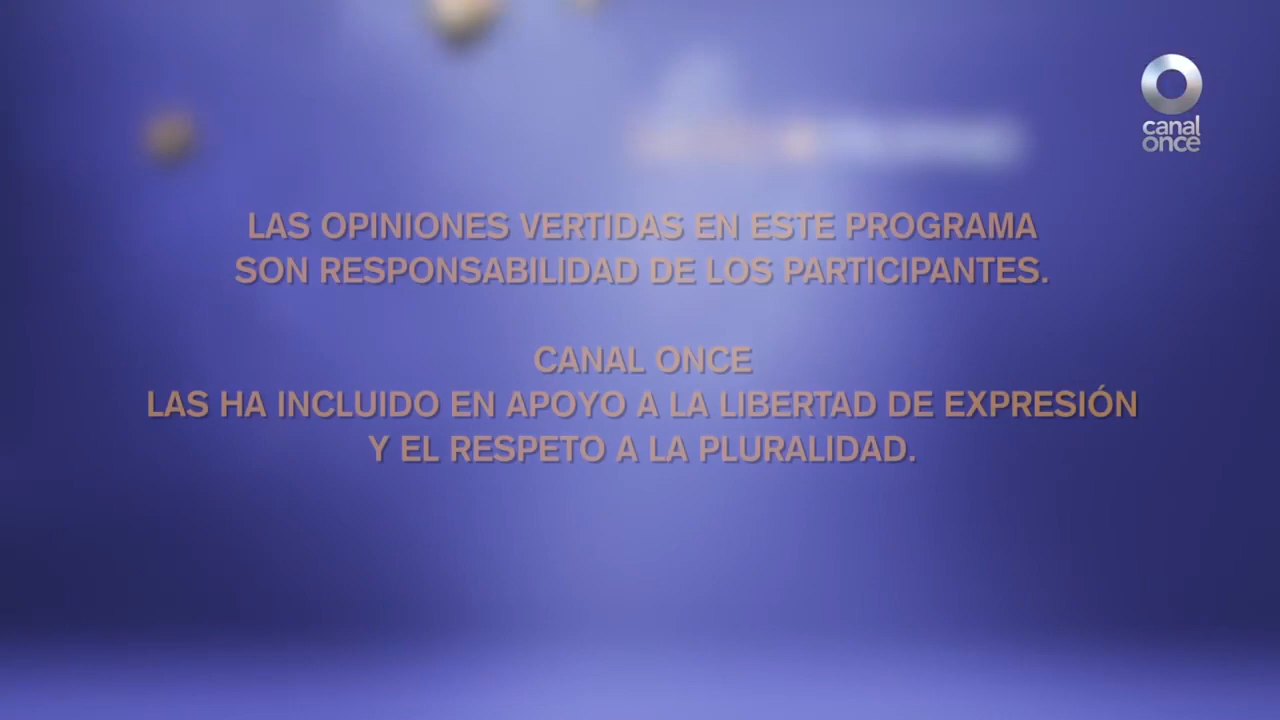 canal
once
LAS OPINIONES VERTIDAS EN ESTE PROGRAMA
SON RESPONSABILIDAD DE LOS PARTICIPANTES.
CANAL ONCE
LAS HA INCLUIDO EN APOYO A LA LIBERTAD DE EXPRESIÓN
Y EL RESPETO A LA PLURALIDAD.